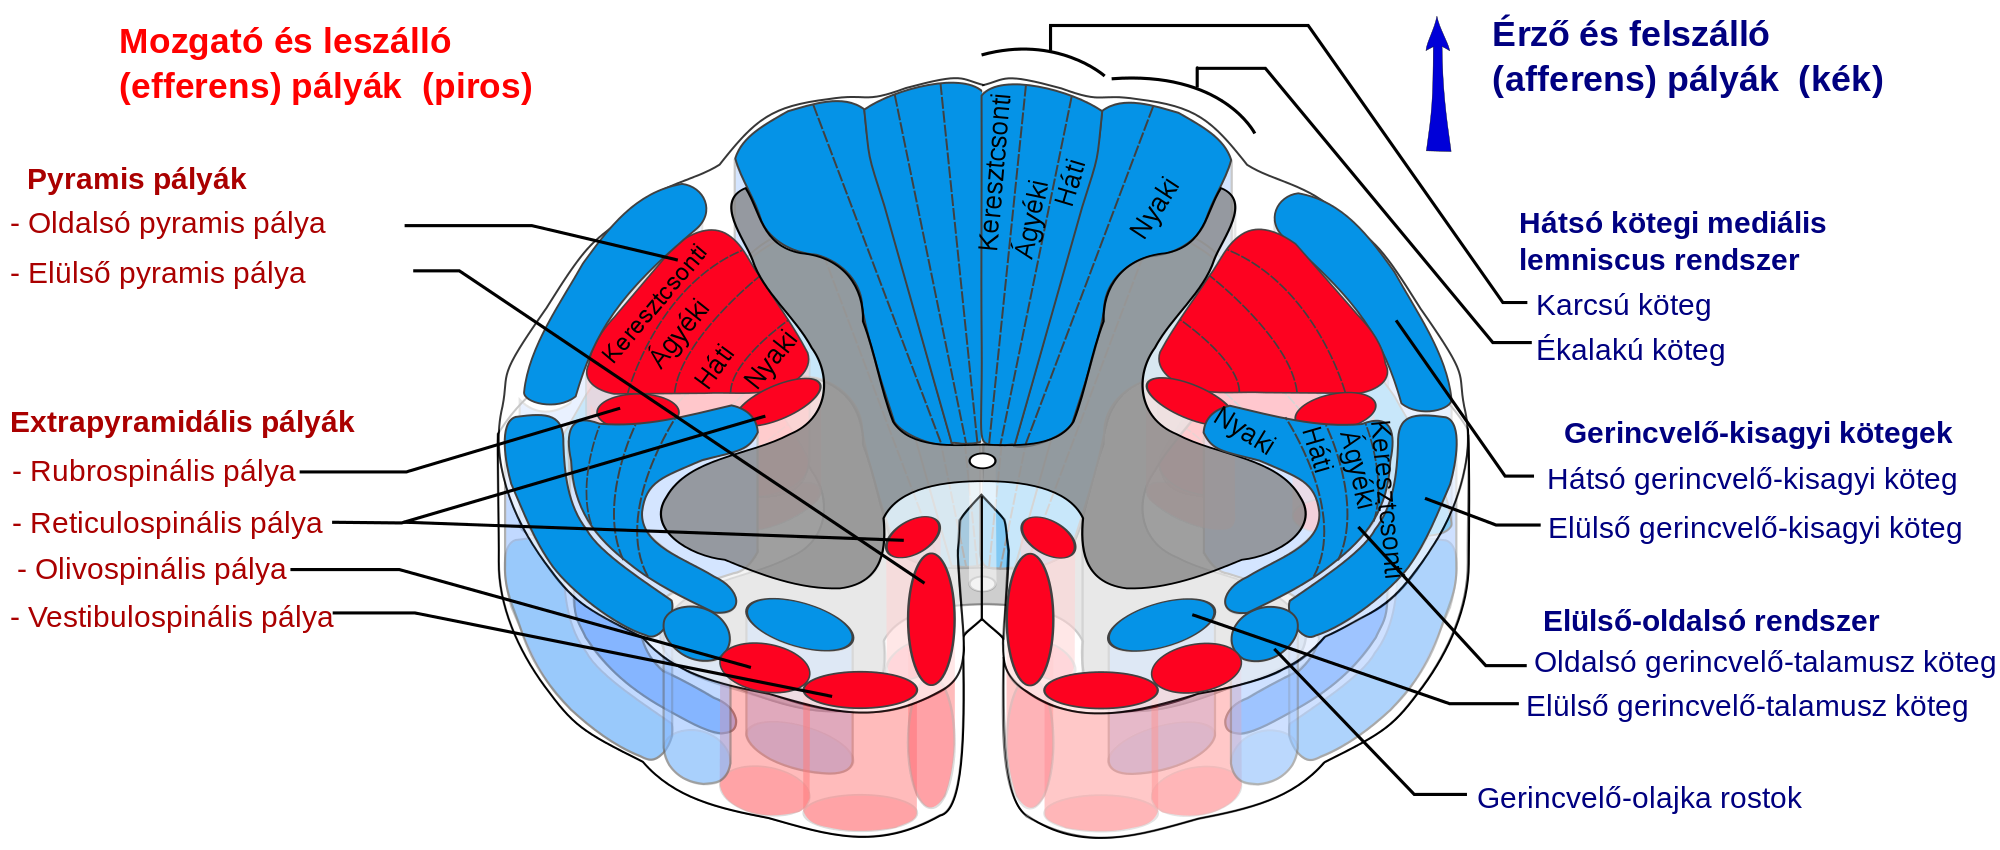 Mozgató és leszálló
(efferens) pályák (piros)
Pyramis pályák
- Oldalsó pyramis pálya
- Elülső pyramis pálya
Extrapyramidális pályák
- Rubrospinális pálya
- Reticulospinális pálya
- Olivospinális pálya
- Vestibulospinális pálya
Keresztcsonti
Ágyéki
Háti
Nyaki
Keresztcsonti
Ágyéki
Háti
Nyaki
Nyaki
Háti
Ágyéki
Keresztcsonti
Érző és felszálló
(afferens) pályák (kék)
Hátsó kötegi mediális
lemniscus rendszer
Karcsú köteg
Ékalakú köteg
Gerincvelő-kisagyi kötegek
Hátsó gerincvelő-kisagyi köteg
Elülső gerincvelő-kisagyi köteg
Elülső-oldalsó rendszer
Oldalsó gerincvelő-talamusz köteg
Elülső gerincvelő-talamusz köteg
Gerincvelő-olajka rostok